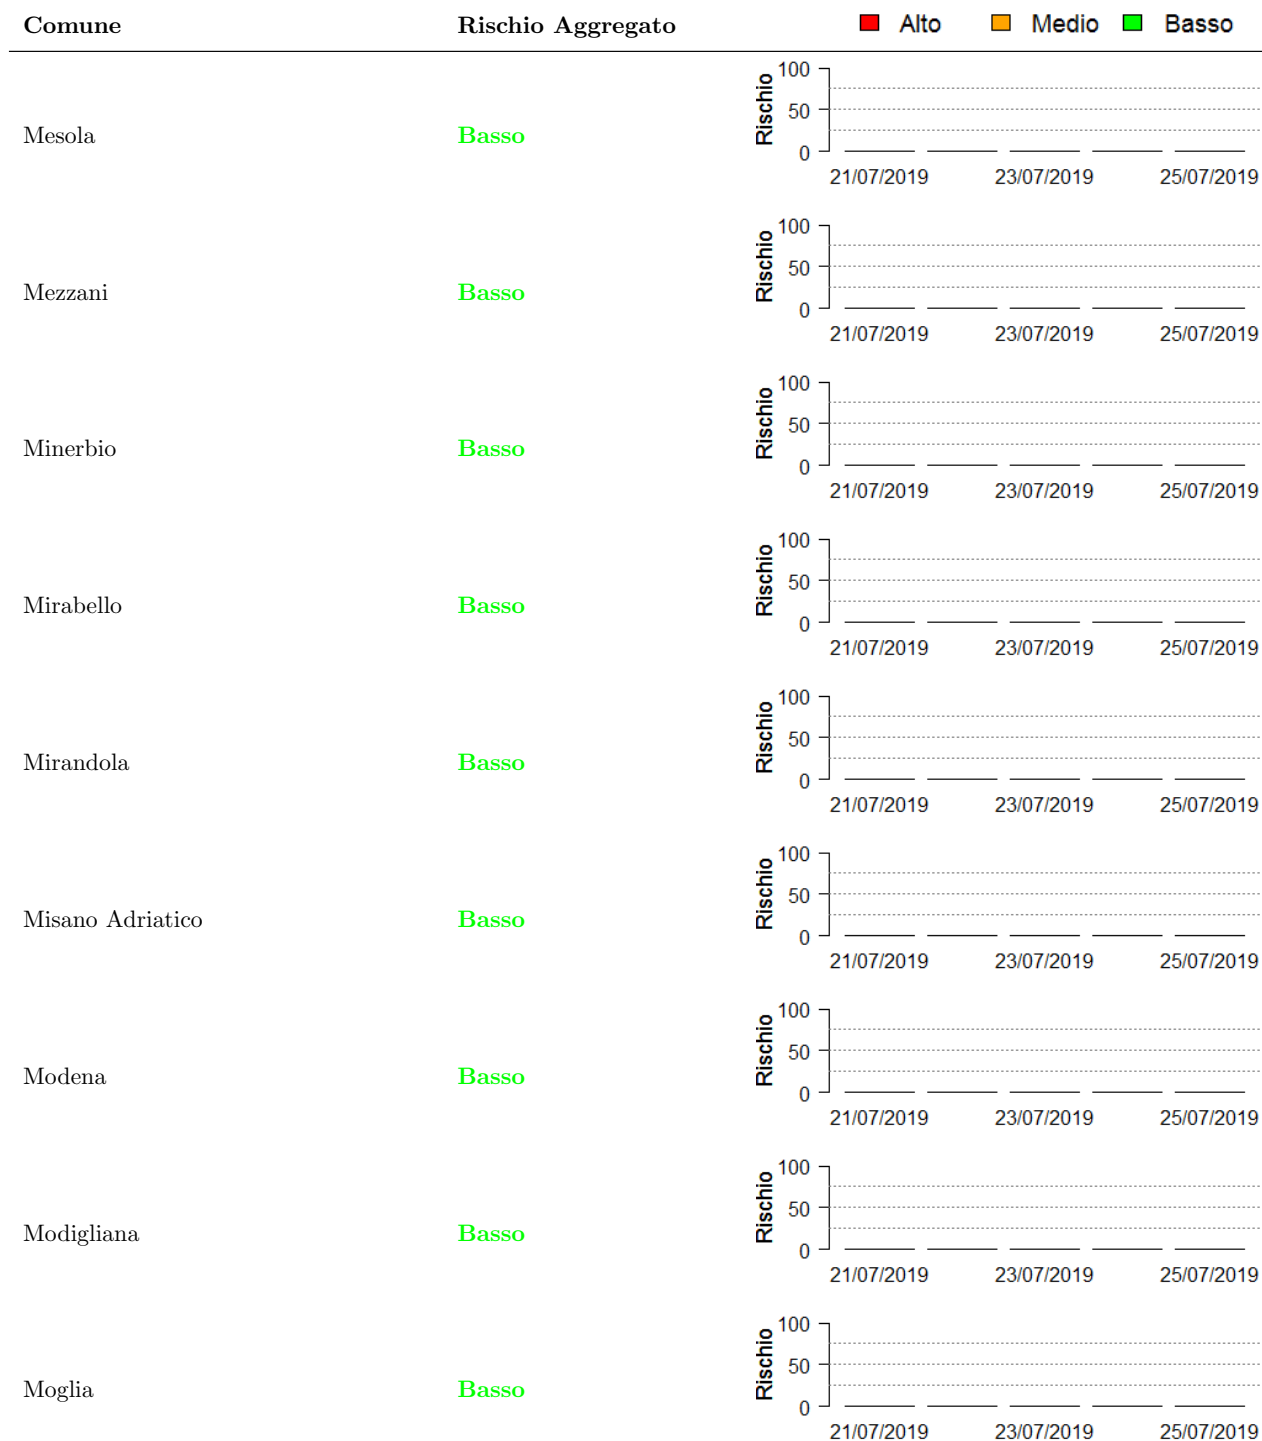 Comune Rischio Aggregato Alto Medio Basso
Mesola Basso
Rischio
100
50
0
21/07/2019 23/07/2019 25/07/2019
Mezzani Basso
Rischio
100
50
0
21/07/2019 23/07/2019 25/07/2019
Minerbio Basso
Rischio
100
50
0
21/07/2019 23/07/2019 25/07/2019
Mirabello Basso
Rischio
100
50
0
21/07/2019 23/07/2019 25/07/2019
Mirandola Basso
Rischio
100
50
0
21/07/2019 23/07/2019 25/07/2019
Misano Adriatico Basso
Rischio
100
50
0
21/07/2019 23/07/2019 25/07/2019
Modena Basso
Rischio
100
50
0
21/07/2019 23/07/2019 25/07/2019
Modigliana Basso
Rischio
100
50
0
21/07/2019 23/07/2019 25/07/2019
Moglia Basso
Rischio
100
50
0
21/07/2019 23/07/2019 25/07/2019